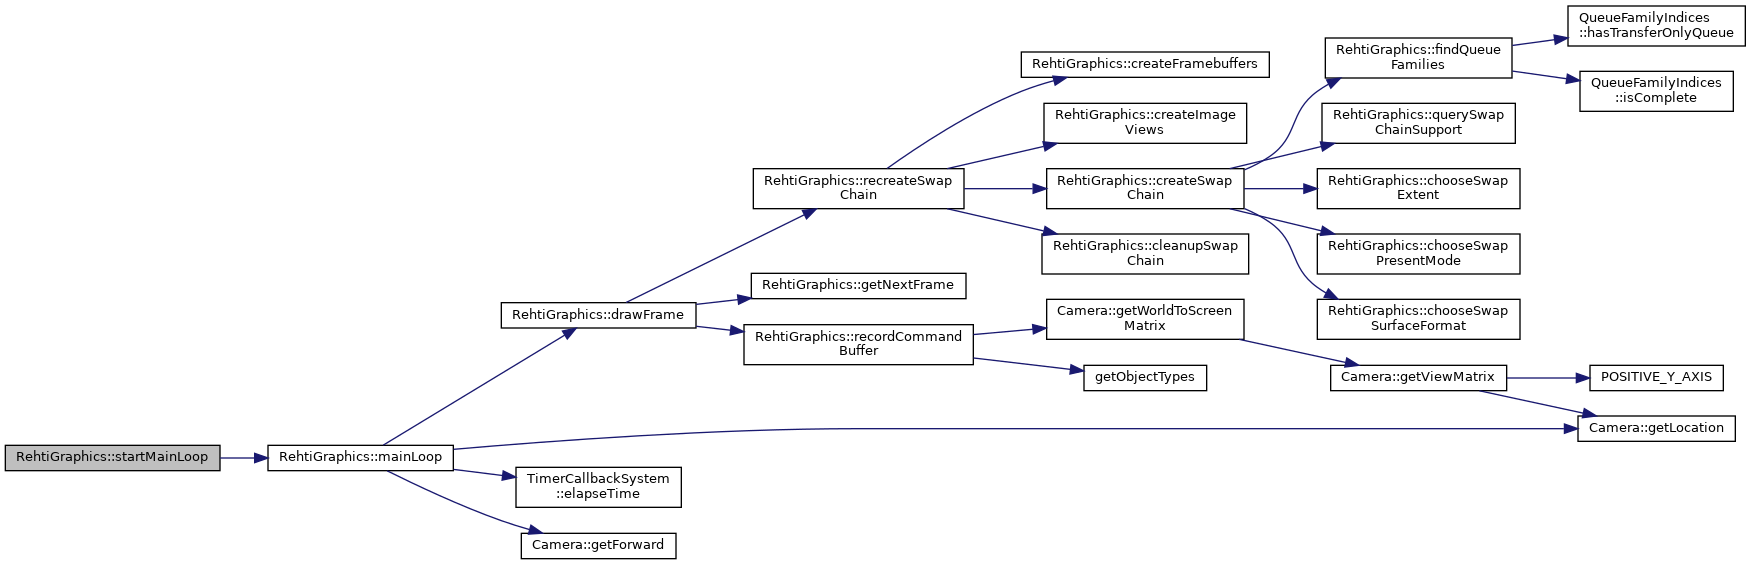 RehtiGraphics::startMainLoop
RehtiGraphics::mainLoop
RehtiGraphics::drawFrame
TimerCallbackSystem
::elapseTime
Camera::getForward
RehtiGraphics::recreateSwap
Chain
RehtiGraphics::getNextFrame
RehtiGraphics::recordCommand
Buffer
RehtiGraphics::createFramebuffers
RehtiGraphics::createImage
Views
RehtiGraphics::createSwap
Chain
RehtiGraphics::cleanupSwap
Chain
Camera::getWorldToScreen
Matrix
getObjectTypes
RehtiGraphics::findQueue
Families
RehtiGraphics::querySwap
ChainSupport
RehtiGraphics::chooseSwap
Extent
RehtiGraphics::chooseSwap
PresentMode
RehtiGraphics::chooseSwap
SurfaceFormat
Camera::getViewMatrix
QueueFamilyIndices
::hasTransferOnlyQueue
QueueFamilyIndices
::isComplete
POSITIVE_Y_AXIS
Camera::getLocation